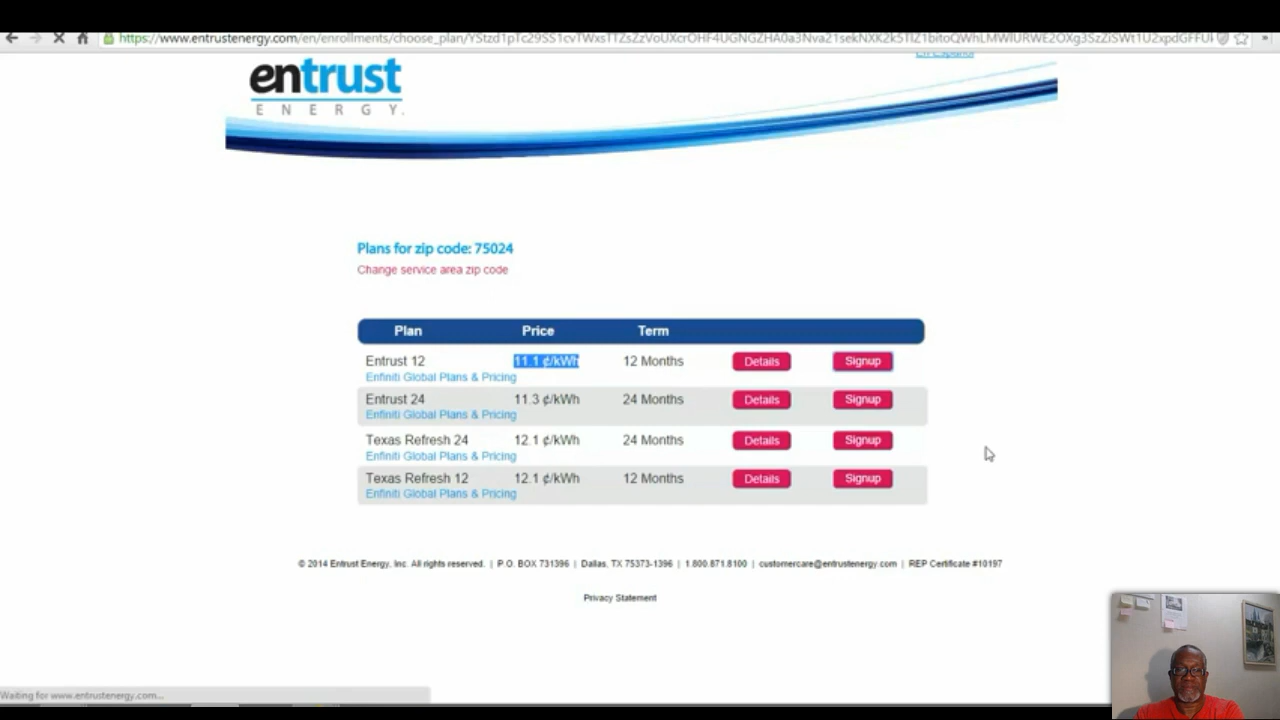 https://www.entrustenergy.com/en/enrollments/choose_plan/
En Español
entrust
ENERGY.
Plans for zip code: 75024
Change service area zip code
Plan Price Term
Entrust 12 11.1 ¢/kWh 12 Months Details Signup
Enfiniti Global Plans & Pricing
Entrust 24 11.3 ¢/kWh 24 Months Details Signup
Enfiniti Global Plans & Pricing
Texas Refresh 24 12.1 ¢/kWh 24 Months Details Signup
Enfiniti Global Plans & Pricing
Texas Refresh 12 12.1 ¢/kWh 12 Months Details Signup
Enfiniti Global Plans & Pricing
© 2014 Entrust Energy, Inc. All rights reserved. | P.O. BOX 731396 | Dallas, TX 75373-1396 | 1.800.871.8100 | customercare@entrustenergy.com | REP Certificate #10197
Privacy Statement
Waiting for www.entrustenergy.com...